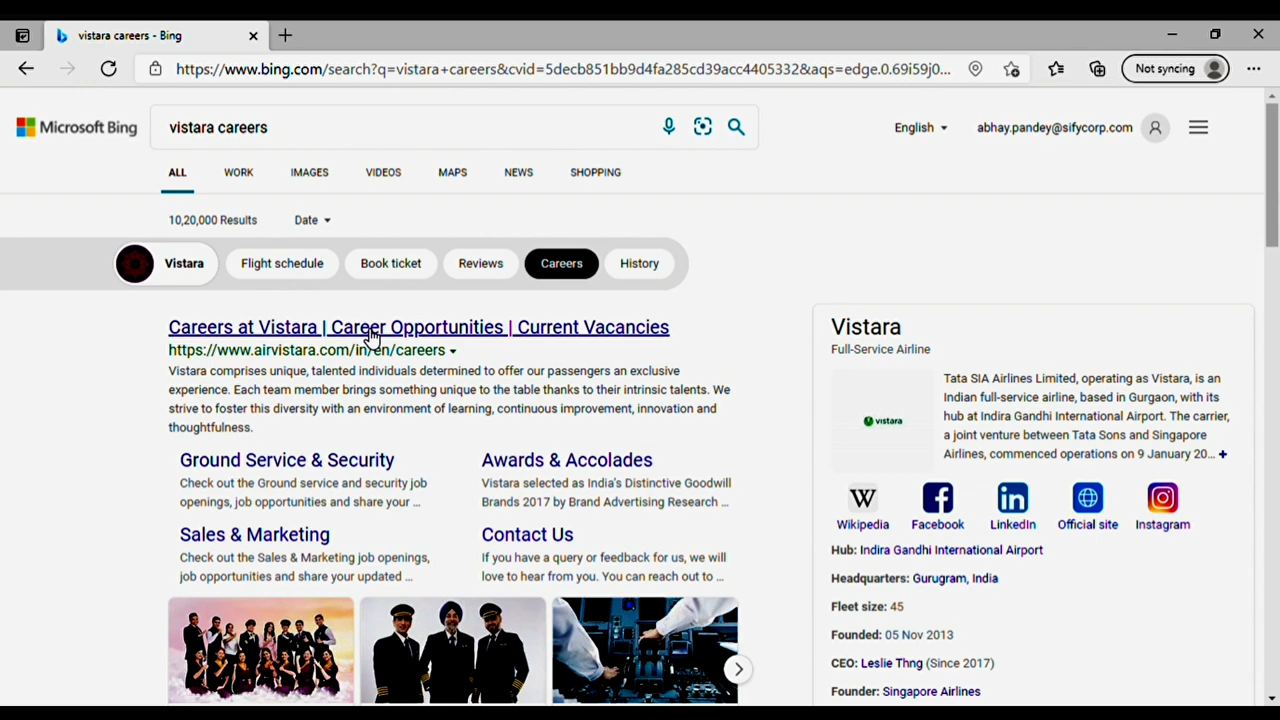 vistara careers - Bing
https://www.bing.com/search?q=vistara+careers&cvid=5decb851bb9d4fa285cd39acc4405332&aqs=edge.0.69i59j0...
Not syncing
Microsoft Bing
vistara careers
English
abhay.pandey@sifycorp.com
ALL WORK IMAGES VIDEOS MAPS NEWS SHOPPING
10,20,000 Results Date
Vistara Flight schedule Book ticket Reviews Careers History
Careers at Vistara | Career Opportunities | Current Vacancies
https://www.airvistara.com/in/en/careers
Vistara comprises unique, talented individuals determined to offer our passengers an exclusive
experience. Each team member brings something unique to the table thanks to their intrinsic talents. We
strive to foster this diversity with an environment of learning, continuous improvement, innovation and
thoughtfulness.
Ground Service & Security
Check out the Ground service and security job
openings, job opportunities and share your ...
Awards & Accolades
Vistara selected as India's Distinctive Goodwill
Brands 2017 by Brand Advertising Research ...
Sales & Marketing
Check out the Sales & Marketing job openings,
job opportunities and share your updated ...
Contact Us
If you have a query or feedback for us, we will
love to hear from you. You can reach out to ...
Vistara
Full-Service Airline
vistara
Tata SIA Airlines Limited, operating as Vistara, is an
Indian full-service airline, based in Gurgaon, with its
hub at Indira Gandhi International Airport. The carrier,
a joint venture between Tata Sons and Singapore
Airlines, commenced operations on 9 January 20... +
W
Wikipedia Facebook LinkedIn Official site Instagram
Hub: Indira Gandhi International Airport
Headquarters: Gurugram, India
Fleet size: 45
Founded: 05 Nov 2013
CEO: Leslie Thng (Since 2017)
Founder: Singapore Airlines